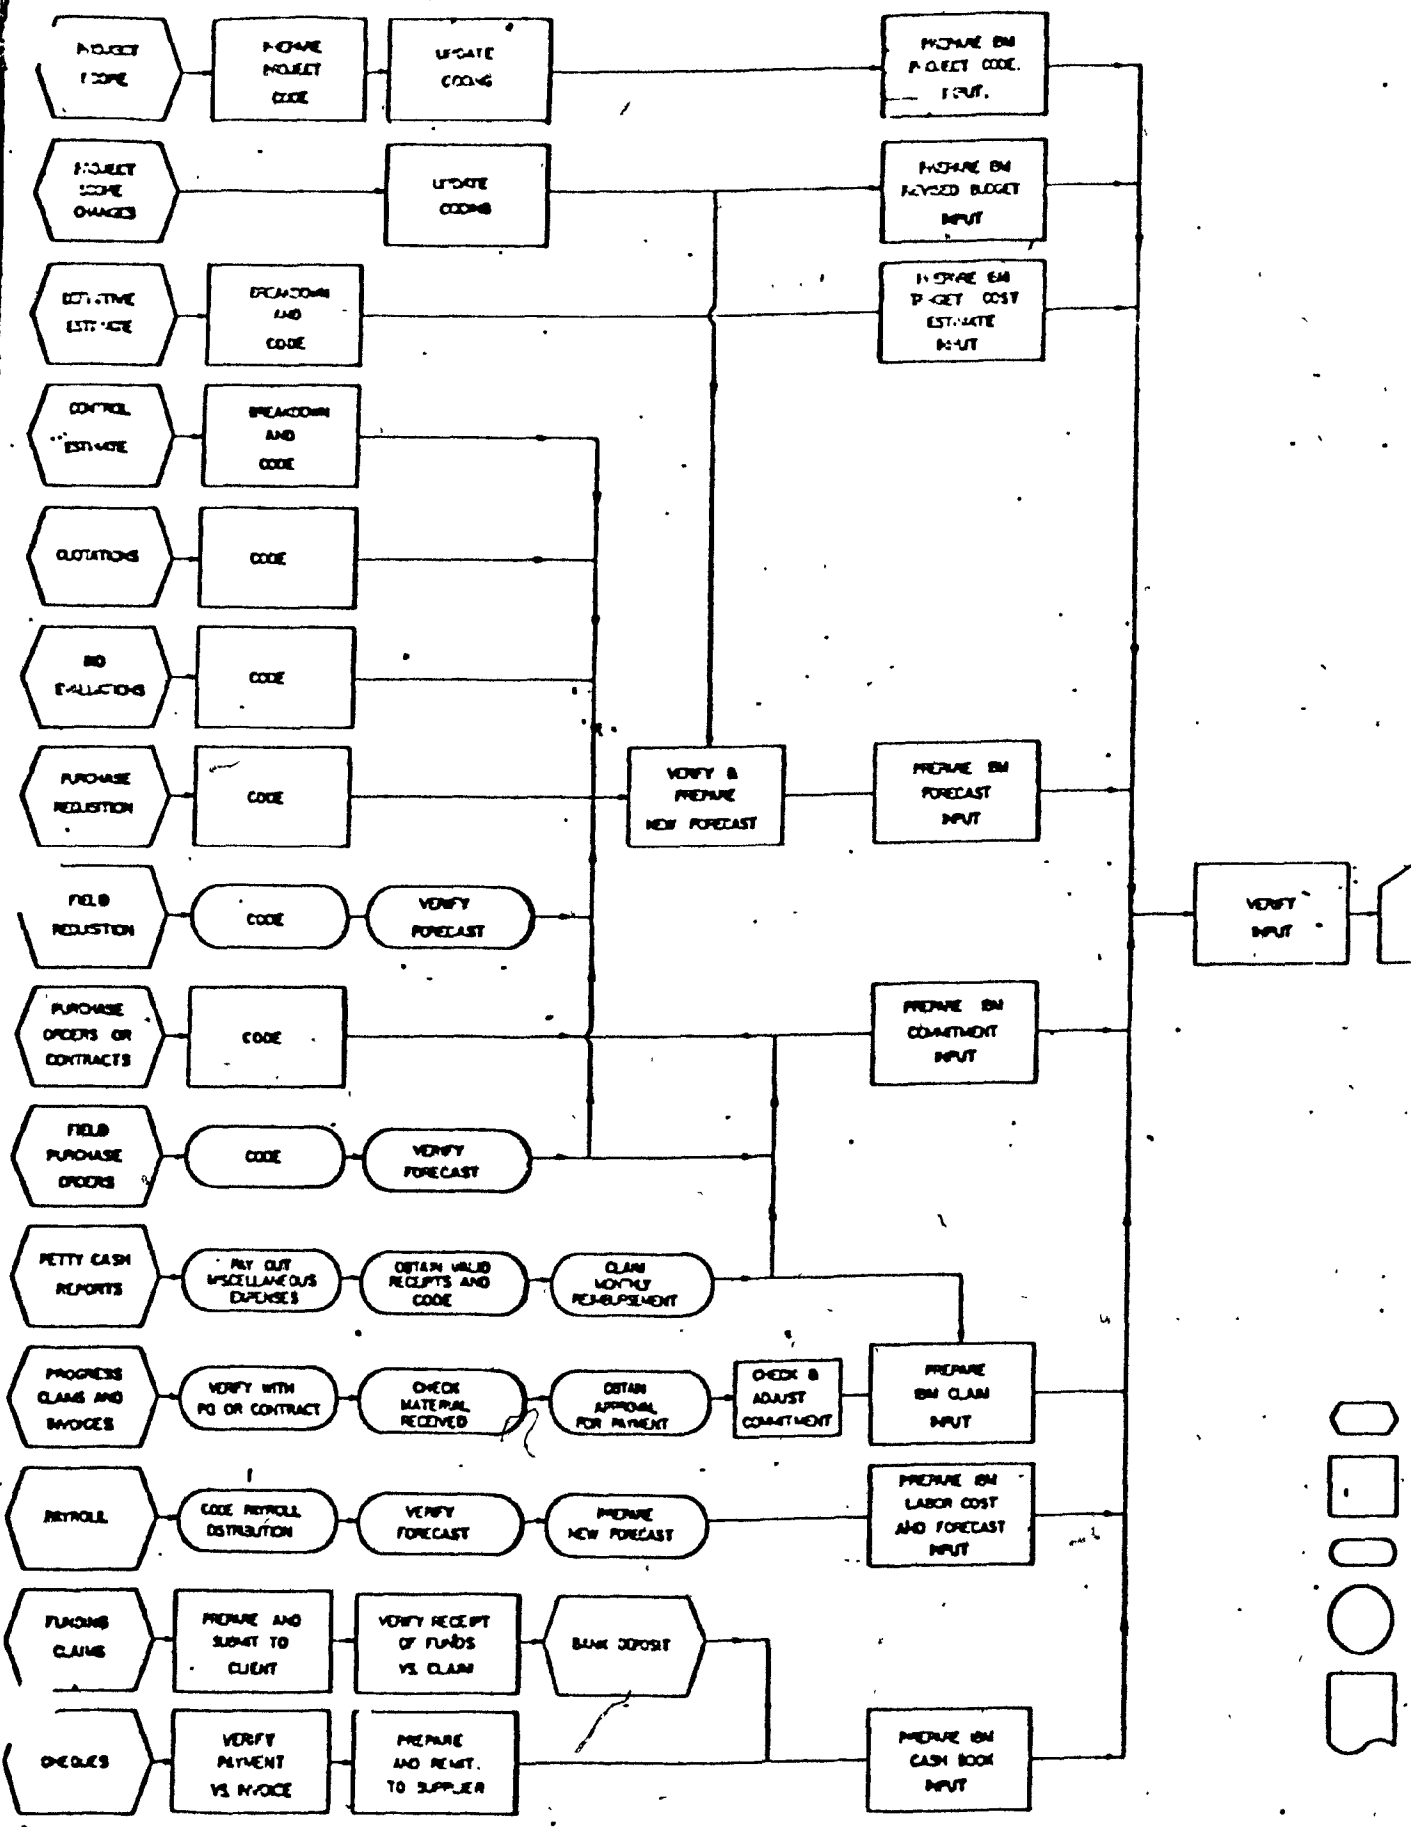 PROJECT
SCOPE
PREPARE
PROJECT
CODE
UPDATE
CODING
PREPARE IBM
PROJECT CODE.
INPUT.
PROJECT
SCOPE
CHANGES
UPDATE
CODING
PREPARE IBM
REVISED BUDGET
INPUT
DEFINITIVE
ESTIMATE
BREAKDOWN
AND
CODE
PREPARE IBM
TARGET COST
ESTIMATE
INPUT
CONTROL
ESTIMATE
BREAKDOWN
AND
CODE
QUOTATIONS
CODE
BID
EVALUATIONS
CODE
PURCHASE
REQUISITION
CODE
VERIFY &
PREPARE
NEW FORECAST
PREPARE IBM
FORECAST
INPUT
FIELD
REQUISTION
CODE
VERIFY
FORECAST
VERIFY
INPUT
PURCHASE
ORDERS OR
CONTRACTS
CODE
PREPARE IBM
COMMITMENT
INPUT
FIELD
PURCHASE
ORDERS
CODE
VERIFY
FORECAST
PETTY CASH
REPORTS
PAY OUT
MISCELLANEOUS
EXPENSES
OBTAIN VALID
RECEIPTS AND
CODE
CLAIM
MONTHLY
REIMBURSEMENT
PROGRESS
CLAIMS AND
INVOICES
VERIFY WITH
PO OR CONTRACT
CHECK
MATERIAL
RECEIVED
OBTAIN
APPROVAL
FOR PAYMENT
CHECK &
ADJUST
COMMITMENT
PREPARE
IBM CLAIM
INPUT
PAYROLL
CODE PAYROLL
DISTRIBUTION
VERIFY
FORECAST
PREPARE
NEW FORECAST
PREPARE IBM
LABOR COST
AND FORECAST
INPUT
FUNDING
CLAIMS
PREPARE AND
SUBMIT TO
CLIENT
VERIFY RECEIPT
OF FUNDS
VS. CLAIM
BANK DEPOSIT
CHEQUES
VERIFY
PAYMENT
VS. INVOICE
PREPARE
AND REMIT.
TO SUPPLIER
PREPARE IBM
CASH BOOK
INPUT